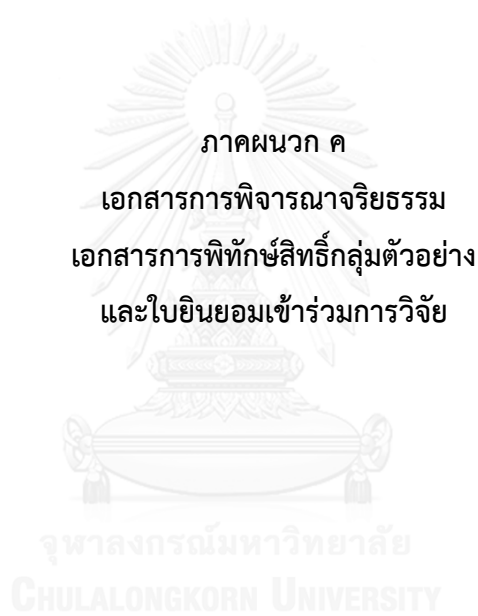 ภาคผนวก ค
เอกสารการพิจารณาจริยธรรม
เอกสารการพิทักษ์สิทธิ์กลุ่มตัวอย่าง
และใบยินยอมเข้าร่วมการวิจัย
จุฬาลงกรณ์มหาวิทยาลัย
CHULALONGKORN UNIVERSITY